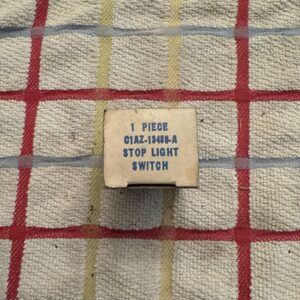 1 PIECE
C1AZ-13480-A
STOP LIGHT
SWITCH